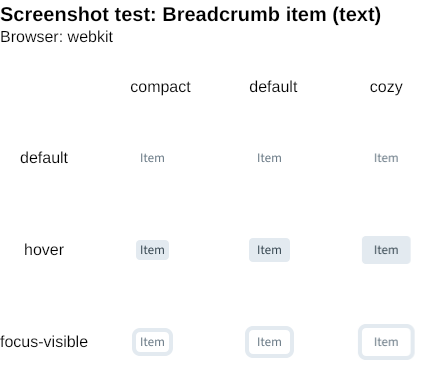 Screenshot test: Breadcrumb item (text)
Browser: webkit
compact default cozy
default Item Item Item
hover Item Item Item
focus-visible Item Item Item